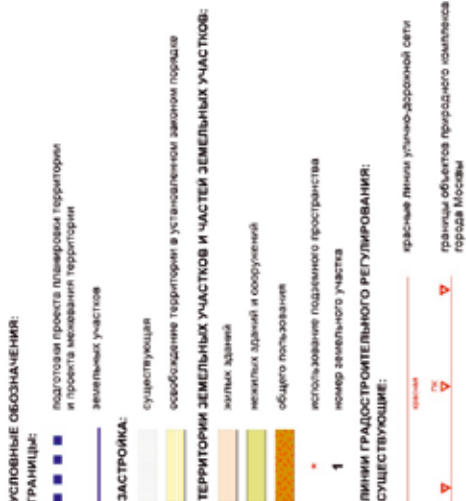 УСЛОВНЫЕ ОБОЗНАЧЕНИЯ:
ГРАНИЦЫ:
подготовки проекта планировки территории
и проекта межевания территории
земельных участков
ЗАСТРОЙКА:
существующая
освобождение территории в установленном законом порядке
ТЕРРИТОРИИ ЗЕМЕЛЬНЫХ УЧАСТКОВ И ЧАСТЕЙ ЗЕМЕЛЬНЫХ УЧАСТКОВ:
жилых зданий
нежилых зданий и сооружений
общего пользования
* использование подземного пространства
1 номер земельного участка
ЛИНИИ ГРАДОСТРОИТЕЛЬНОГО РЕГУЛИРОВАНИЯ:
СУЩЕСТВУЮЩИЕ:
красная
красные линии улично-дорожной сети
ПК
границы объектов природного комплекса
города Москвы